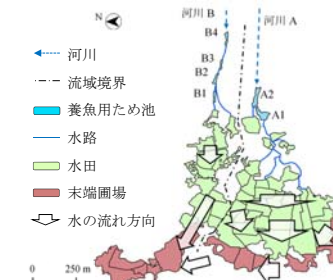 N
河川 B
河川 A
B4
B3
B2
B1
A2
A1
河川
流域境界
養魚用ため池
水路
水田
末端圃場
水の流れ方向
0 250 m